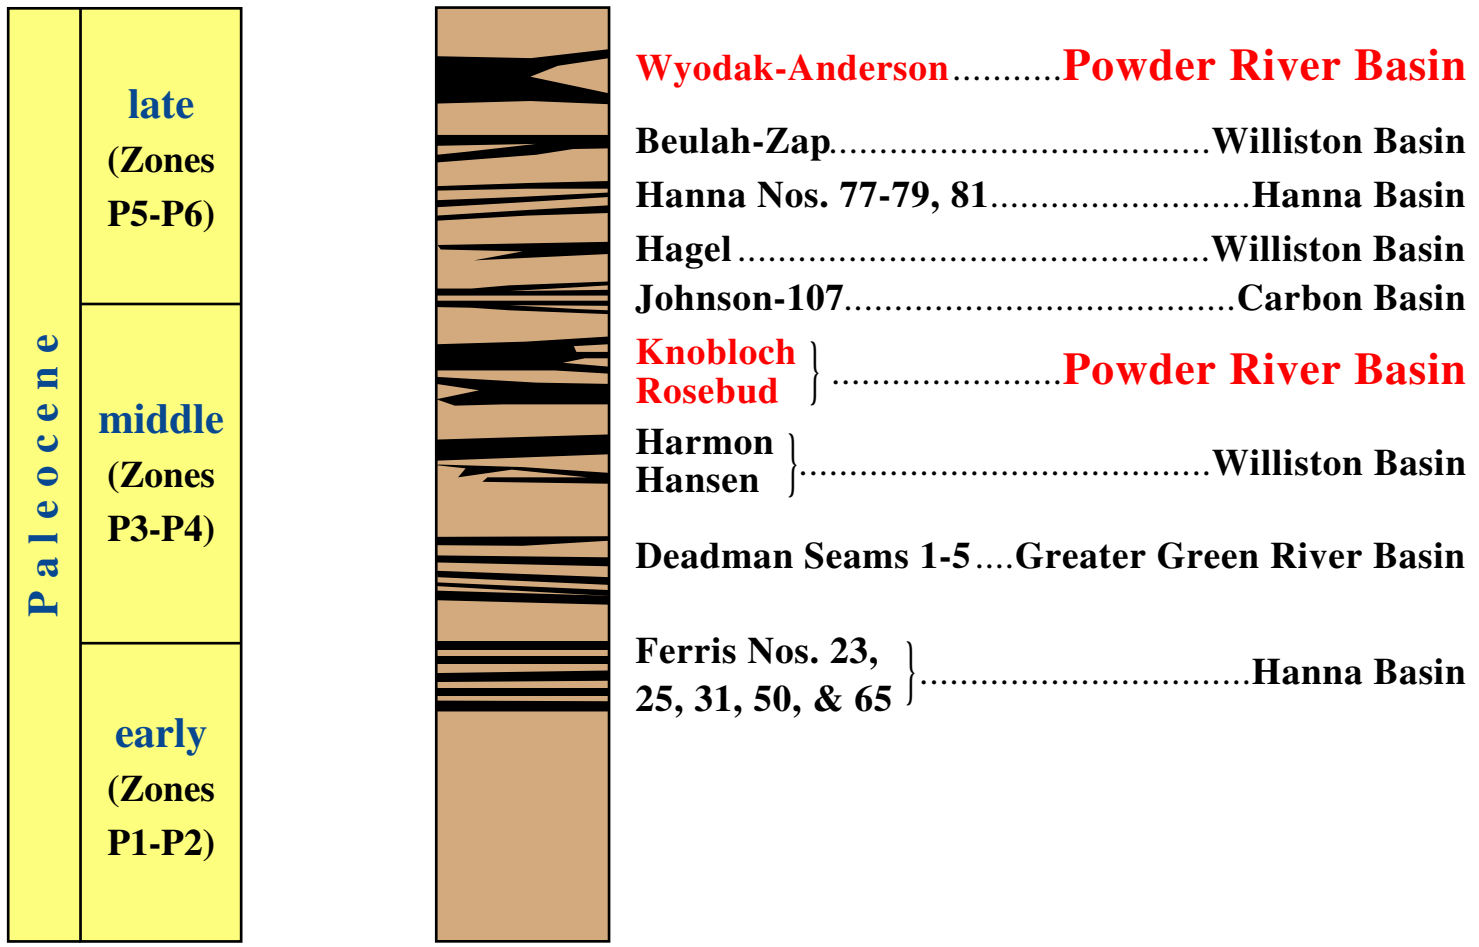 Paleocene
late
(Zones
P5-P6)
middle
(Zones
P3-P4)
early
(Zones
P1-P2)
Wyodak-Anderson...........Powder River Basin
Beulah-Zap.......................................Williston Basin
Hanna Nos. 77-79, 81...........................Hanna Basin
Hagel................................................Williston Basin
Johnson-107........................................Carbon Basin
Knobloch
Rosebud
} .......................Powder River Basin
Harmon
Hansen
}..........................................Williston Basin
Deadman Seams 1-5....Greater Green River Basin
Ferris Nos. 23,
25, 31, 50, & 65
}.................................Hanna Basin